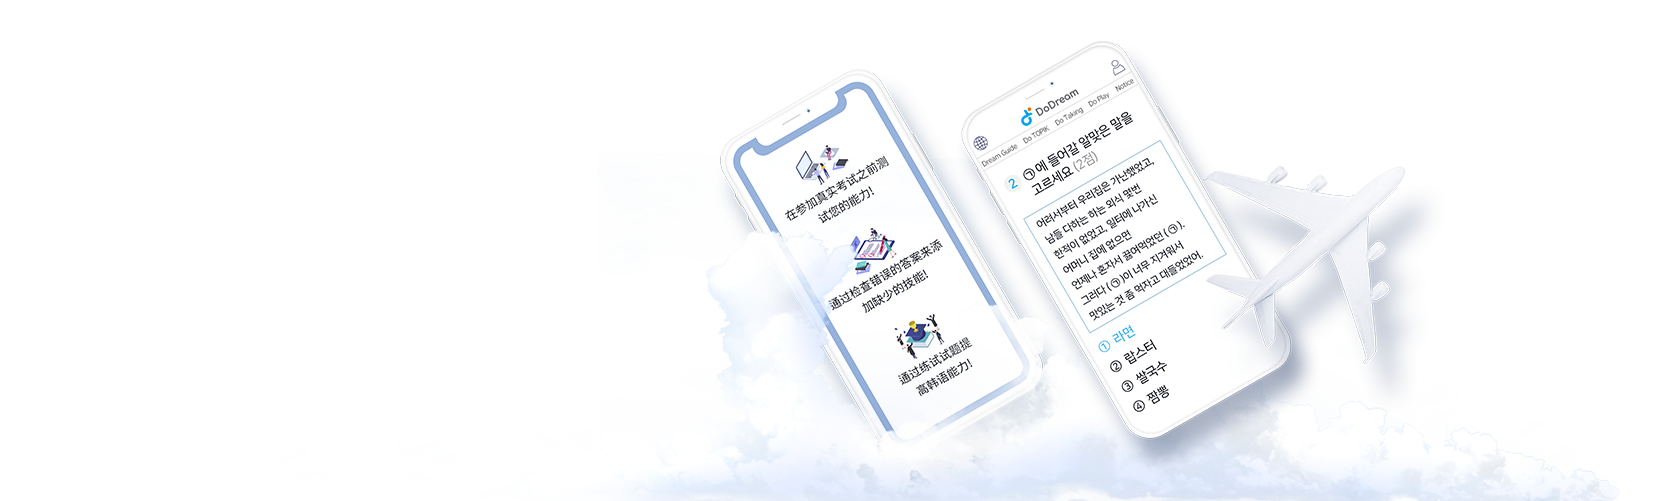 在参加真实考试之前测
试您的能力!
通过检查错误的答案来添
加缺少的技能!
通过练试试题提
高韩语能力!
DoDream
Dream Guide Do TOPIK Do Taking Do Play Notice
2 ㉠에 들어갈 알맞은 말을
고르세요 (2점)
어려서부터 우리집은 가난했었고,
남들 다하는 하는 외식 몇번
한적이 없었고, 일터에 나가신
어머니 집에 없으면
언제나 혼자서 끓여먹었던 (㉠).
그러다 (㉠)이 너무 지겨워서
맛있는 것 좀 먹자고 대들었었어.
① 라면
② 랍스터
③ 쌀국수
④ 짬뽕